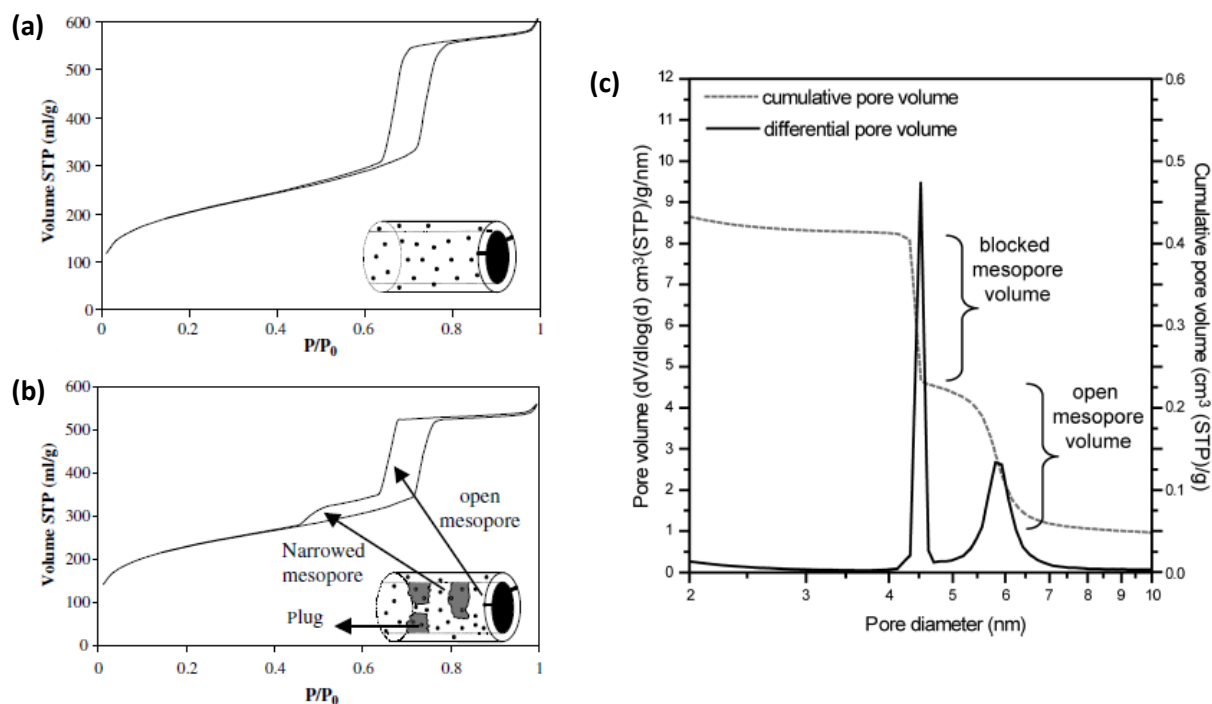 (a)
600
500
400
300
200
100
0
Volume STP (ml/g)
0
0.2
0.4
0.6
0.8
1
P/P0
(b)
600
500
400
300
200
100
0
Volume STP (ml/g)
open
mesopore
Narrowed
mesopore
Plug
0
0.2
0.4
0.6
0.8
1
P/P0
(c)
12
11
10
9
8
7
6
5
4
3
2
1
0
Pore volume (dV/dlog(d) cm³(STP)/g/nm)
cumulative pore volume
differential pore volume
blocked
mesopore
volume
open
mesopore
volume
0.6
0.5
0.4
0.3
0.2
0.1
0.0
Cumulative pore volume (cm³ (STP)/g)
2
3
4
5
6
7
8
9
10
Pore diameter (nm)